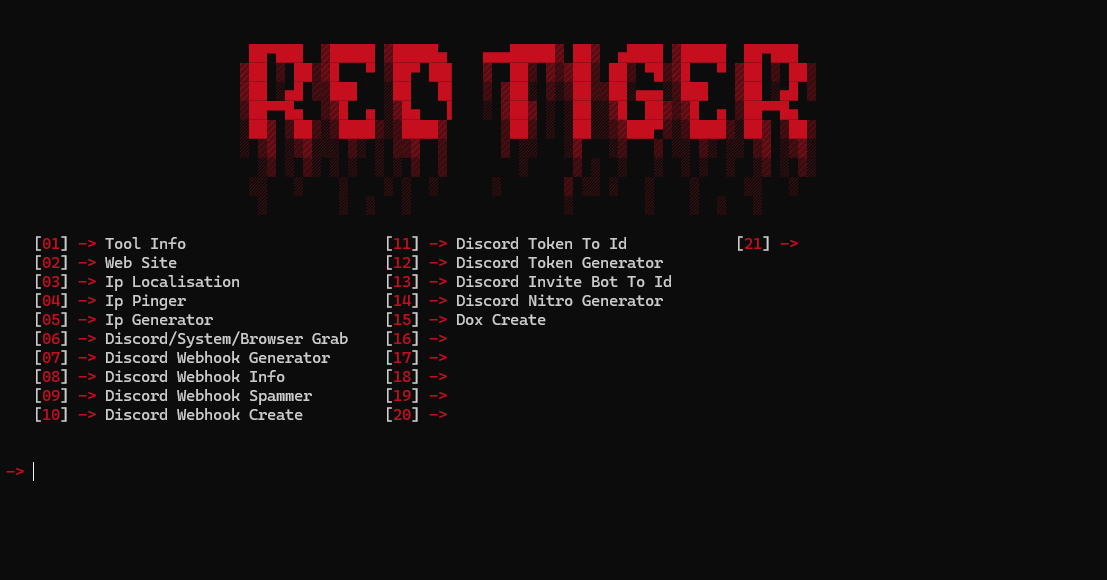 RED TIGER
[01] -> Tool Info [11] -> Discord Token To Id [21] ->
[02] -> Web Site [12] -> Discord Token Generator
[03] -> Ip Localisation [13] -> Discord Invite Bot To Id
[04] -> Ip Pinger [14] -> Discord Nitro Generator
[05] -> Ip Generator [15] -> Dox Create
[06] -> Discord/System/Browser Grab [16] ->
[07] -> Discord Webhook Generator [17] ->
[08] -> Discord Webhook Info [18] ->
[09] -> Discord Webhook Spammer [19] ->
[10] -> Discord Webhook Create [20] ->
->